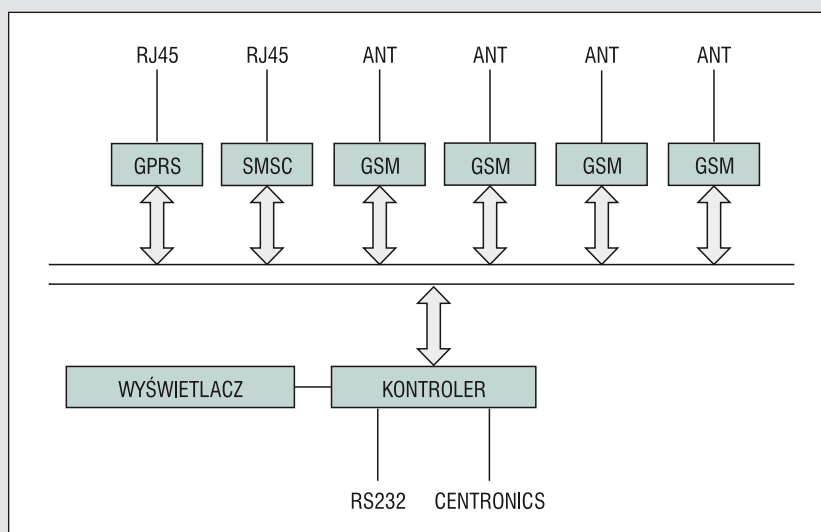 RJ45 RJ45 ANT ANT ANT ANT
GPRS SMSC GSM GSM GSM GSM
WYŚWIETLACZ KONTROLER
RS232 CENTRONICS